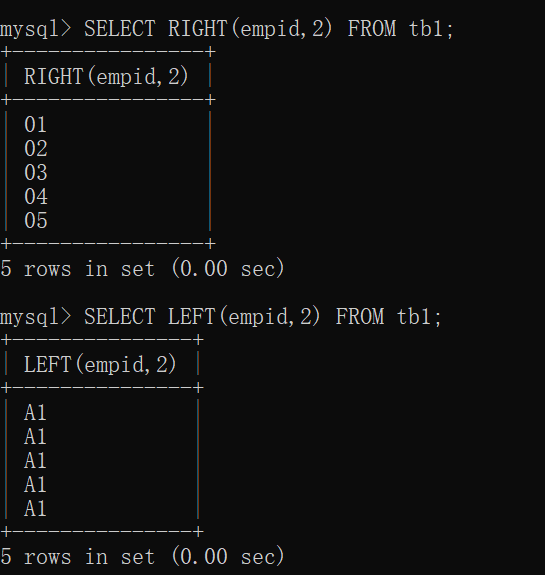 mysql> SELECT RIGHT(empid,2) FROM tb1;
+----------------+
| RIGHT(empid,2) |
+----------------+
| 01             |
| 02             |
| 03             |
| 04             |
| 05             |
+----------------+
5 rows in set (0.00 sec)
mysql> SELECT LEFT(empid,2) FROM tb1;
+---------------+
| LEFT(empid,2) |
+---------------+
| A1            |
| A1            |
| A1            |
| A1            |
| A1            |
+---------------+
5 rows in set (0.00 sec)